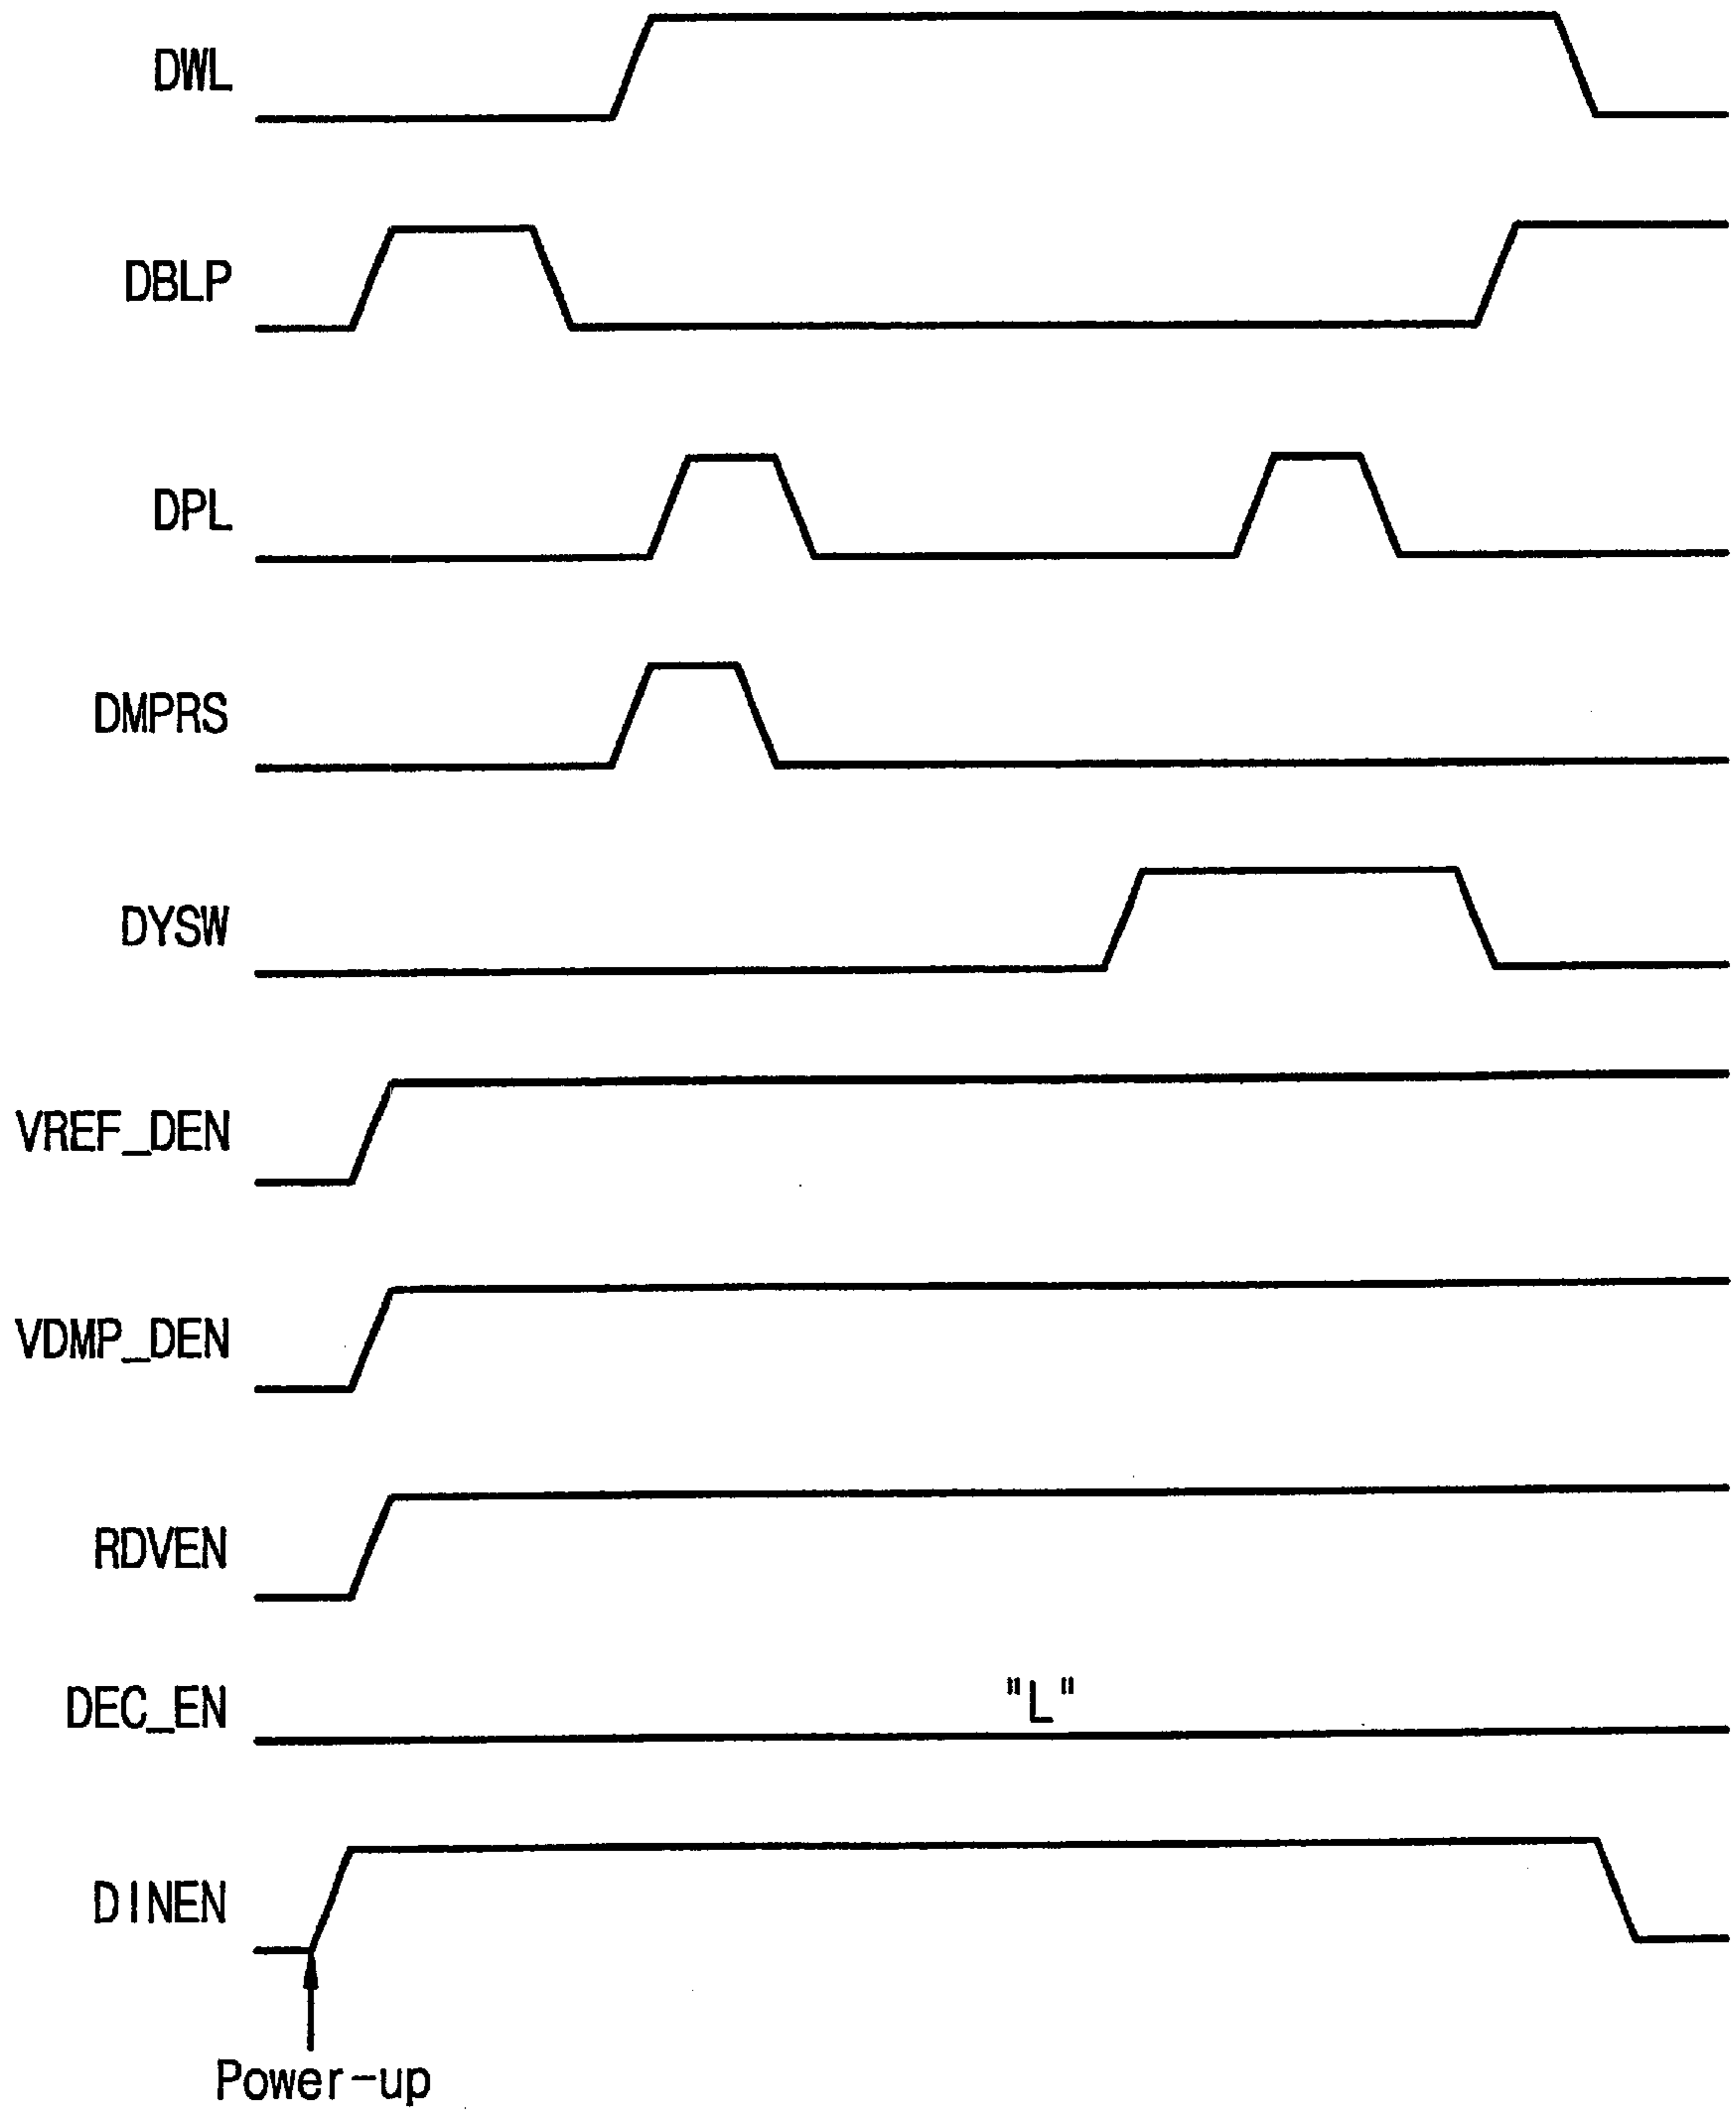 DWL
DBLP
DPL
DMPRS
DYSW
VREF_DEN
VDMP_DEN
RDVEN
DEC_EN
"L"
DINEN
Power-up